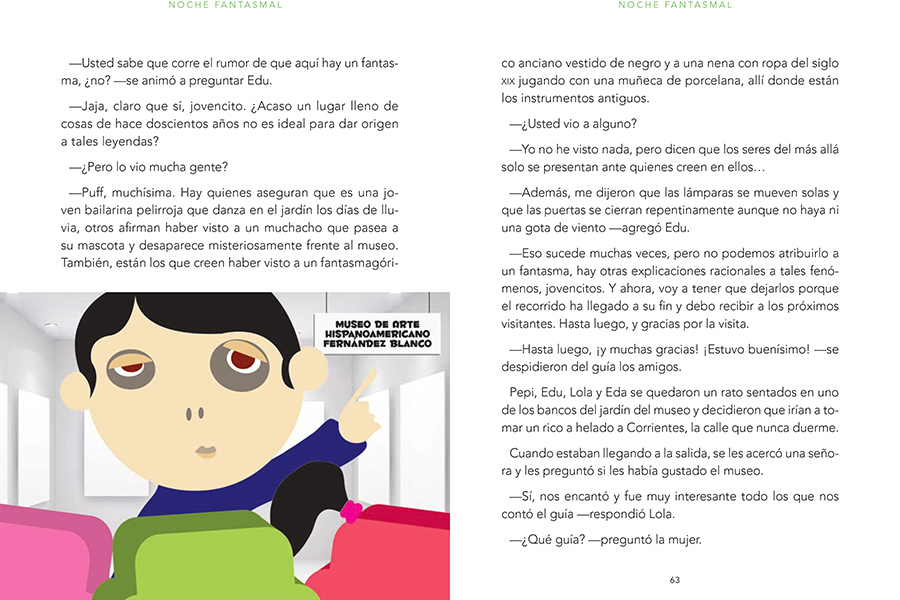 NOCHE FANTASMAL
—Usted sabe que corre el rumor de que aquí hay un fantas-
ma, ¿no? —se animó a preguntar Edu.
—Jaja, claro que sí, jovencito. ¿Acaso un lugar lleno de
cosas de hace doscientos años no es ideal para dar origen
a tales leyendas?
—¿Pero lo vio mucha gente?
—Puff, muchísima. Hay quienes aseguran que es una jo-
ven bailarina pelirroja que danza en el jardín los días de llu-
via, otros afirman haber visto a un muchacho que pasea a
su mascota y desaparece misteriosamente frente al museo.
También, están los que creen haber visto a un fantasmagóri-
MUSEO DE ARTE
HISPANOAMERICANO
FERNÁNDEZ BLANCO
NOCHE FANTASMAL
co anciano vestido de negro y a una nena con ropa del siglo
XIX jugando con una muñeca de porcelana, allí donde están
los instrumentos antiguos.
—¿Usted vio a alguno?
—Yo no he visto nada, pero dicen que los seres del más allá
solo se presentan ante quienes creen en ellos…
—Además, me dijeron que las lámparas se mueven solas y
que las puertas se cierran repentinamente aunque no haya ni
una gota de viento —agregó Edu.
—Eso sucede muchas veces, pero no podemos atribuirlo a
un fantasma, hay otras explicaciones racionales a tales fenó-
menos, jovencitos. Y ahora, voy a tener que dejarlos porque
el recorrido ha llegado a su fin y debo recibir a los próximos
visitantes. Hasta luego, y gracias por la visita.
—Hasta luego, ¡y muchas gracias! ¡Estuvo buenísimo! —se
despidieron del guía los amigos.
Pepi, Edu, Lola y Eda se quedaron un rato sentados en uno
de los bancos del jardín del museo y decidieron que irían a to-
mar un rico a helado a Corrientes, la calle que nunca duerme.
Cuando estaban llegando a la salida, se les acercó una seño-
ra y les preguntó si les había gustado el museo.
—Sí, nos encantó y fue muy interesante todo los que nos
contó el guía —respondió Lola.
—¿Qué guía? —preguntó la mujer.
63